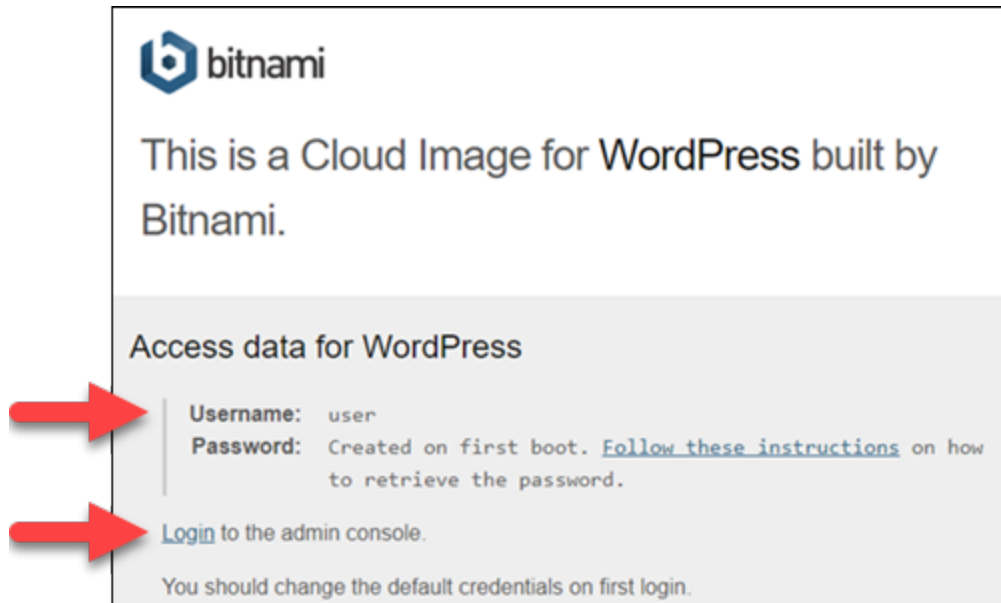 bitnami
This is a Cloud Image for WordPress built by
Bitnami.
Access data for WordPress
Username: user
Password: Created on first boot. Follow these instructions on how
to retrieve the password.
Login to the admin console.
You should change the default credentials on first login.